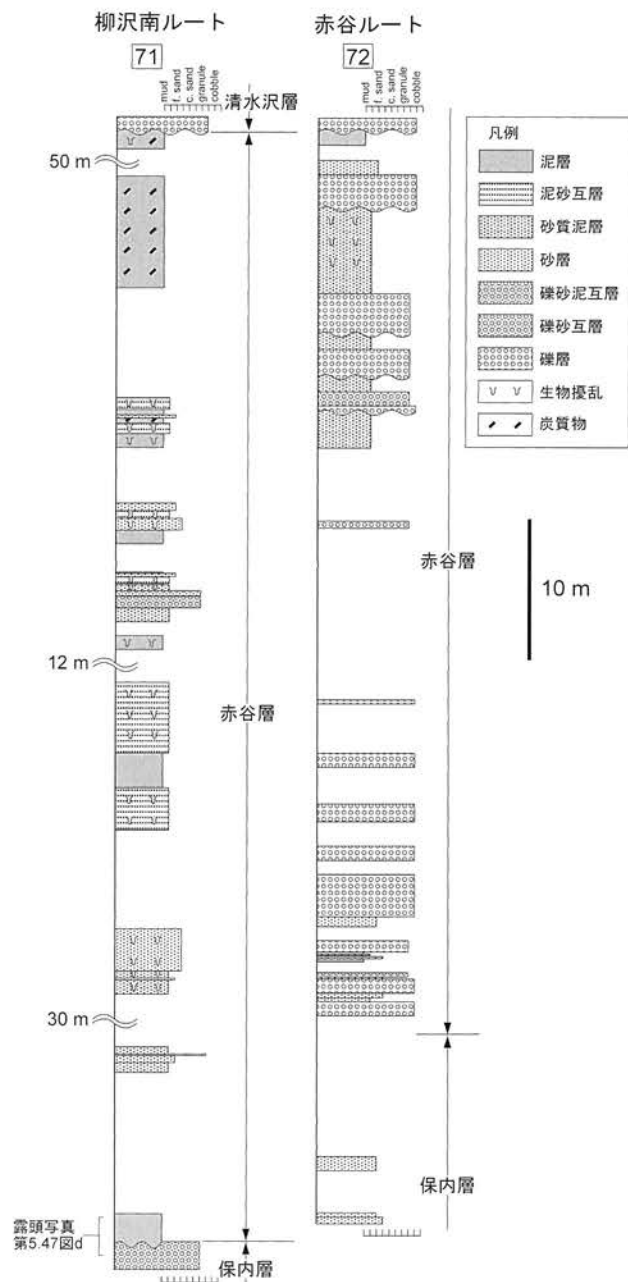 柳沢南ルート
71
mud
f. sand
c. sand
granule
cobble
清水沢層
50 m
12 m
赤谷層
30 m
露頭写真
第5.47図d
保内層
赤谷ルート
72
mud
f. sand
c. sand
granule
cobble
赤谷層
保内層
凡例
泥層
泥砂互層
砂質泥層
砂層
礫砂泥互層
礫砂互層
礫層
生物擾乱
炭質物
10 m